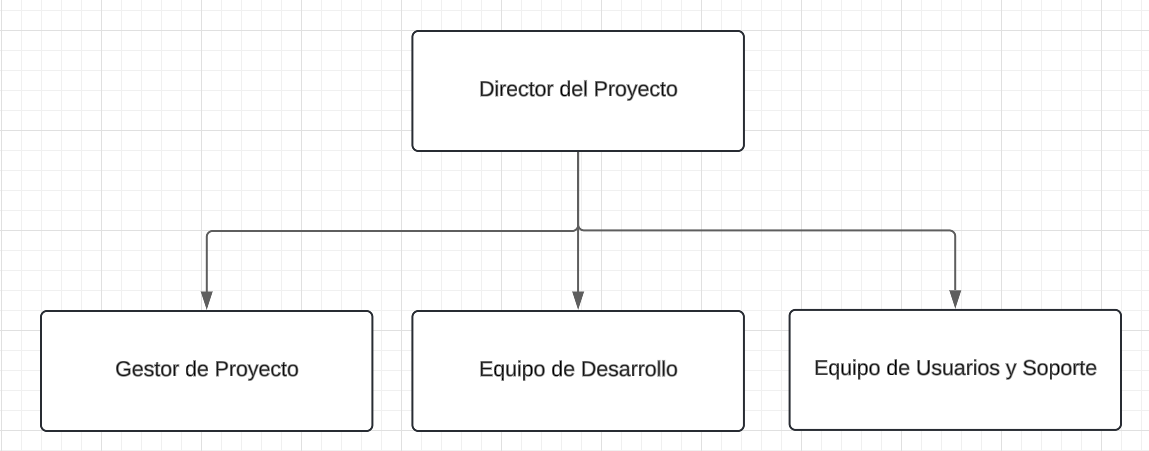 Director del Proyecto
Gestor de Proyecto
Equipo de Desarrollo
Equipo de Usuarios y Soporte